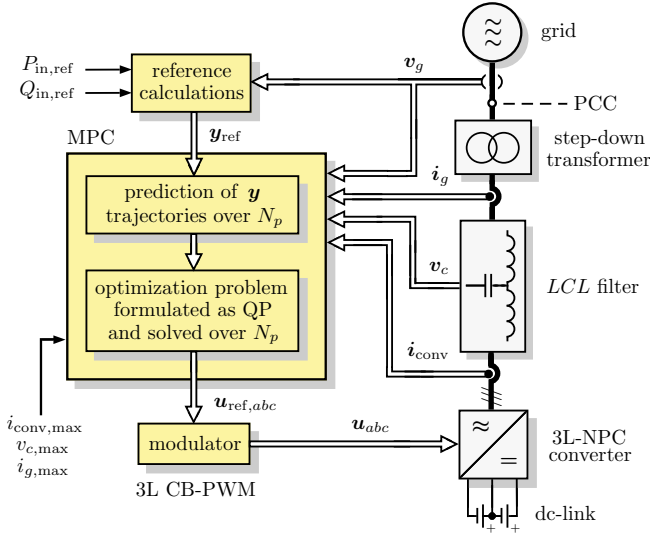 grid
P_in,ref
Q_in,ref
reference
calculations
v_g
PCC
y_ref
MPC
step-down
transformer
i_g
prediction of y
trajectories over N_p
v_c
LCL filter
optimization problem
formulated as QP
and solved over N_p
i_conv
u_ref,abc
i_conv,max
v_c,max
i_g,max
modulator
u_abc
≈
=
3L-NPC
converter
3L CB-PWM
dc-link
+ +